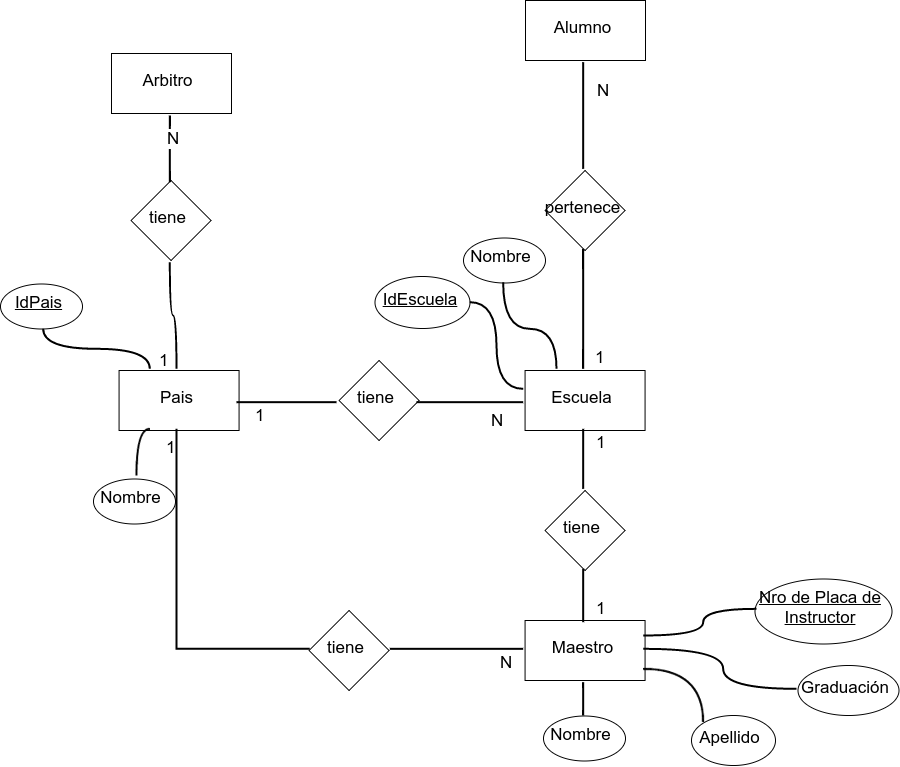 Alumno
Arbitro
N
N
tiene
pertenece
Nombre
IdPais
IdEscuela
1
1
Pais
tiene
Escuela
1
N
1
1
Nombre
tiene
1
Nro de Placa de
Instructor
tiene
N
Maestro
Graduación
Nombre
Apellido